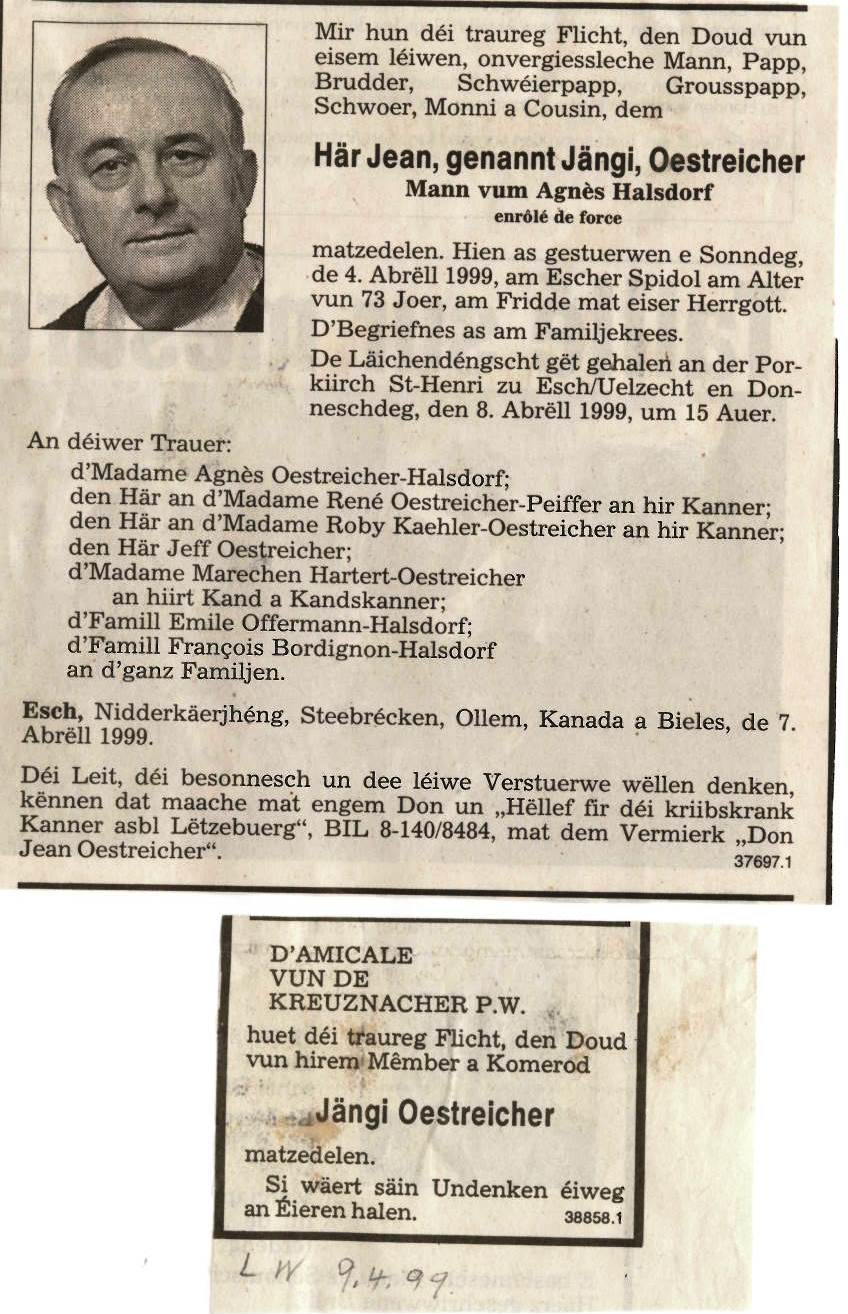 Mir hun déi traureg Flicht, den Doud vun
eisem léiwen, onvergiessleche Mann, Papp,
Brudder, Schwéierpapp, Grousspapp,
Schwoer, Monni a Cousin, dem
Här Jean, genannt Jängi, Oestreicher
Mann vum Agnès Halsdorf
enrôlé de force
matzedelen. Hien as gestuerwen e Sonndeg,
de 4. Abrëll 1999, am Escher Spidol am Alter
vun 73 Joer, am Fridde mat eiser Herrgott.
D'Begriefnes as am Familjekrees.
De Läichendéngscht gët gehalen an der Por-
kiirch St-Henri zu Esch/Uelzecht en Don-
neschdeg, den 8. Abrëll 1999, um 15 Auer.
An déiwer Trauer:
d'Madame Agnès Oestreicher-Halsdorf;
den Här an d'Madame René Oestreicher-Peiffer an hir Kanner;
den Här an d'Madame Roby Kaehler-Oestreicher an hir Kanner;
den Här Jeff Oestreicher;
d'Madame Marechen Hartert-Oestreicher
an hiirt Kand a Kandskanner;
d'Famill Emile Offermann-Halsdorf;
d'Famill François Bordignon-Halsdorf
an d'ganz Familjen.
Esch, Nidderkäerjhéng, Steebrécken, Ollem, Kanada a Bieles, de 7.
Abrëll 1999.
Déi Leit, déi besonnesch un dee léiwe Verstuerwe wëllen denken,
kënnen dat maache mat engem Don un „Hëllef fir déi kriibskrank
Kanner asbl Lëtzebuerg“, BIL 8-140/8484, mat dem Vermierk „Don
Jean Oestreicher“.
37697.1
D'AMICALE
VUN DE
KREUZNACHER P.W.
huet déi traureg Flicht, den Doud
vun hirem Mêmber a Komerod
Jängi Oestreicher
matzedelen.
Si wäert säin Undenken éiweg
an Éieren halen.
38858.1
L W 9.4.99